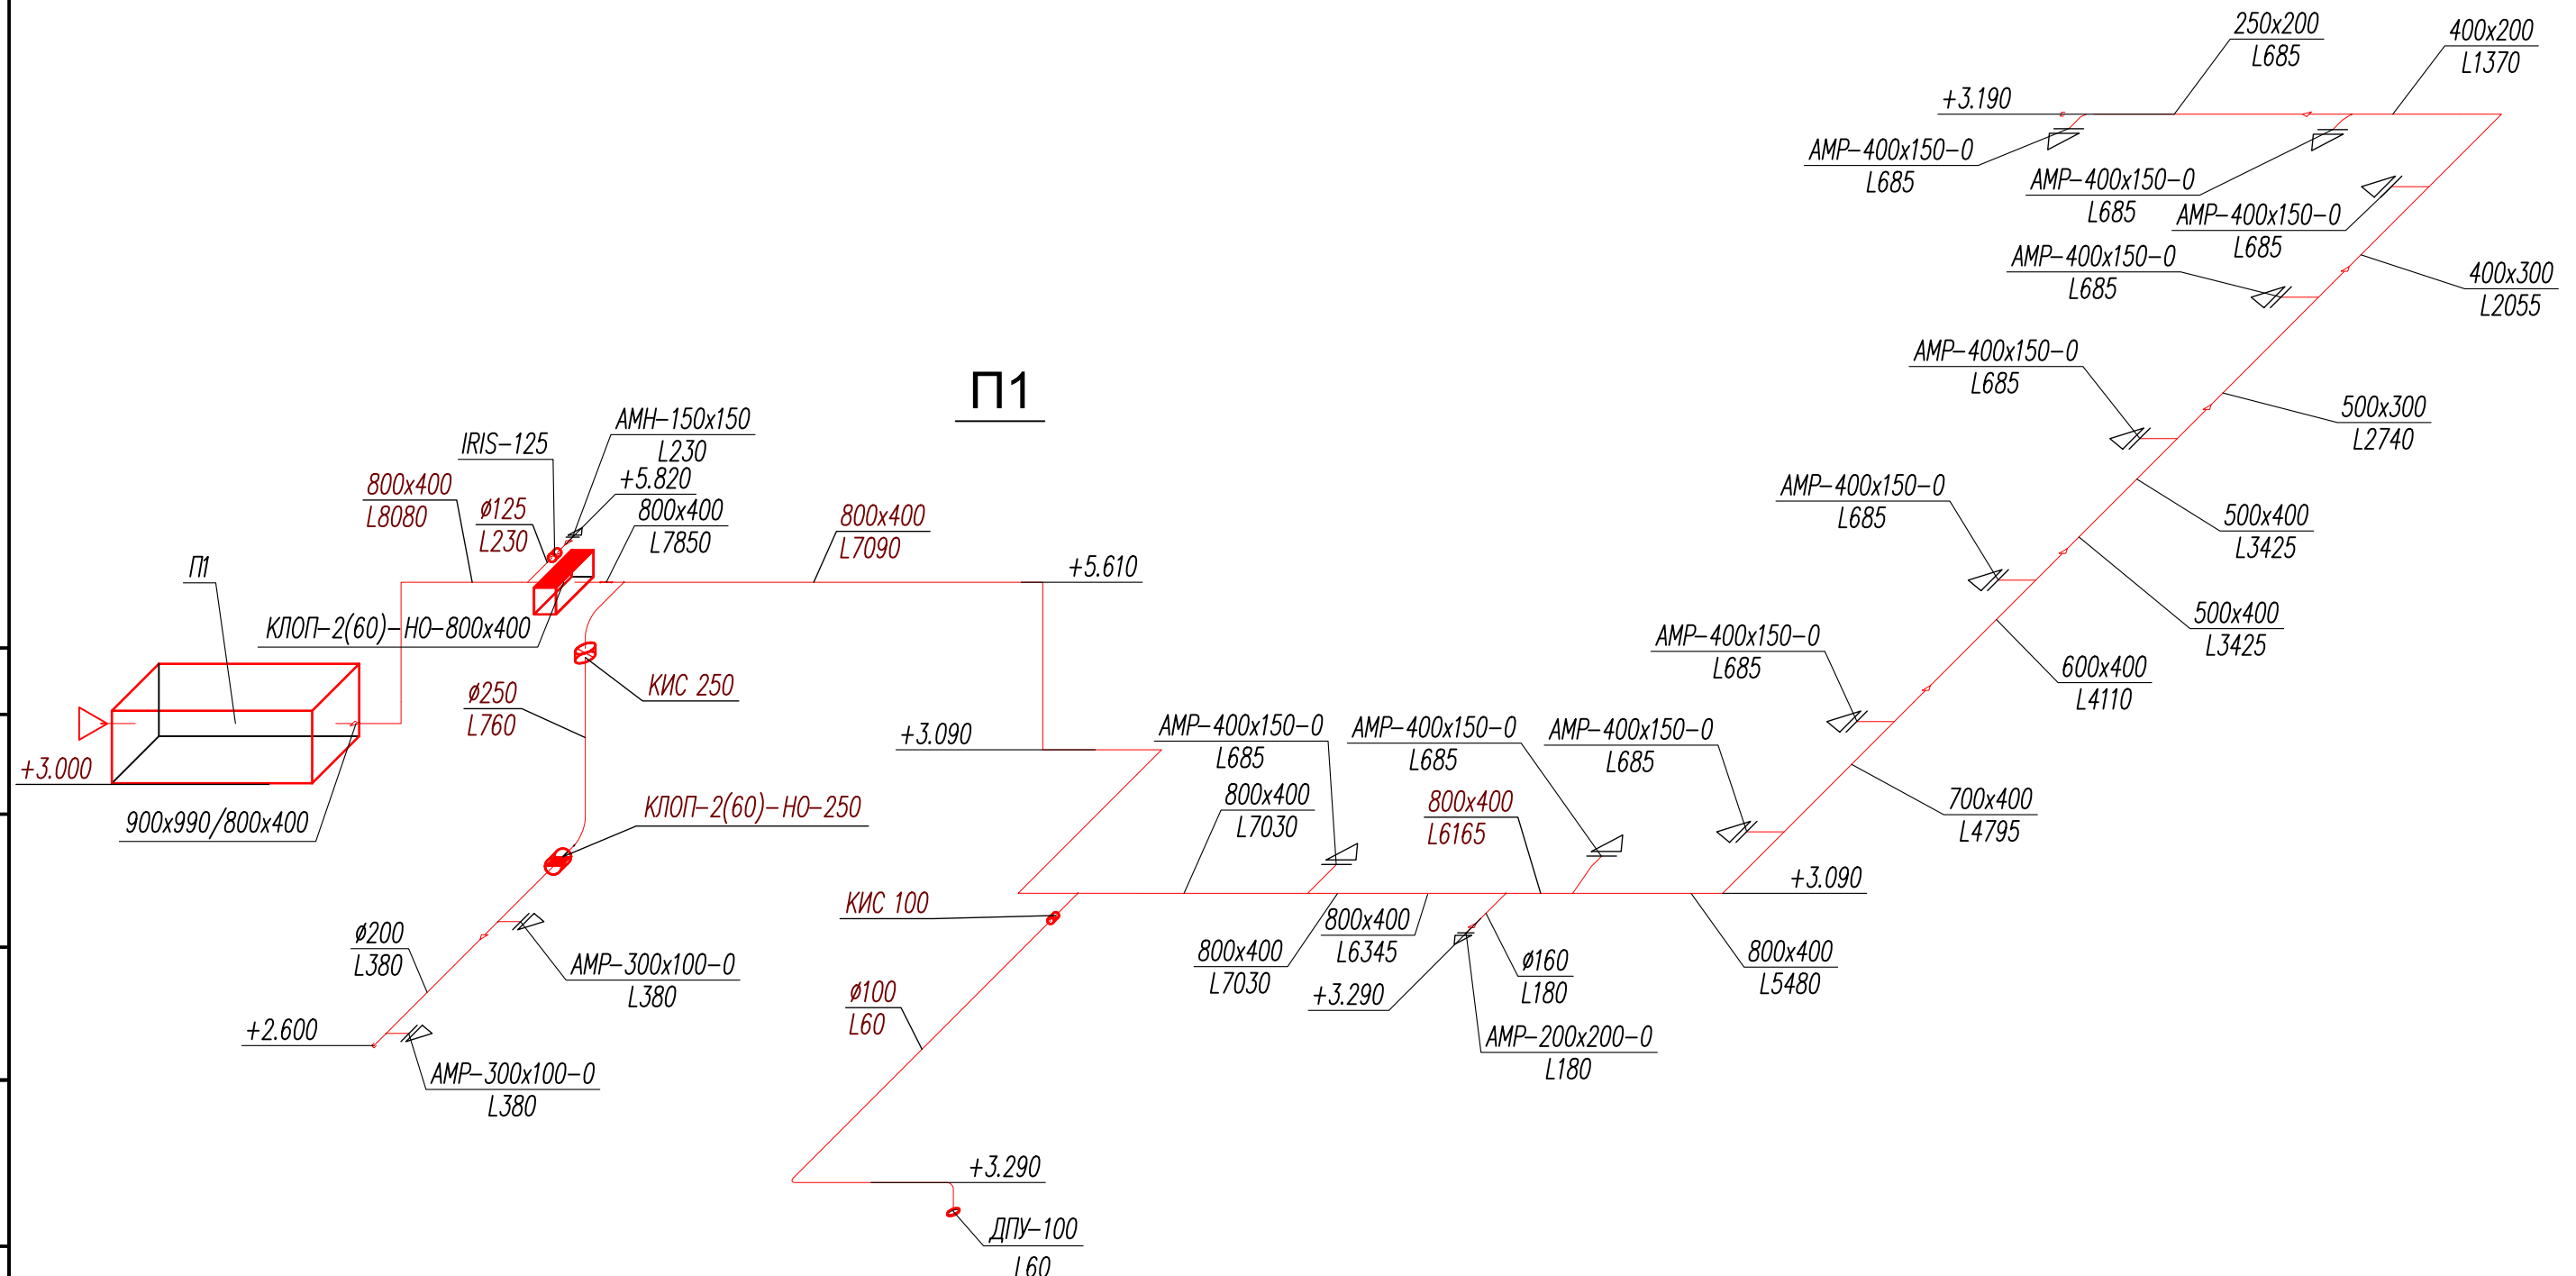 250x200
L685
400x200
L1370
+3.190
АМР-400x150-0
L685
АМР-400x150-0
L685
АМР-400x150-0
L685
АМР-400x150-0
L685
400x300
L2055
АМР-400x150-0
L685
500x300
L2740
П1
АМН-150x150
L230
IRIS-125
+5.820
800x400
L8080
ø125
L230
800x400
L7850
800x400
L7090
АМР-400x150-0
L685
500x400
L3425
П1
+5.610
КЛОП-2(60)-НО-800x400
500x400
L3425
АМР-400x150-0
L685
600x400
L4110
ø250
L760
КИС 250
+3.090
АМР-400x150-0
L685
АМР-400x150-0
L685
АМР-400x150-0
L685
+3.000
900x990/800x400
КЛОП-2(60)-НО-250
800x400
L7030
800x400
L6165
700x400
L4795
+3.090
КИС 100
800x400
L7030
800x400
L6345
ø160
L180
800x400
L5480
ø200
L380
АМР-300x100-0
L380
ø100
L60
+3.290
+2.600
АМР-200x200-0
L180
АМР-300x100-0
L380
+3.290
ДПУ-100
L60